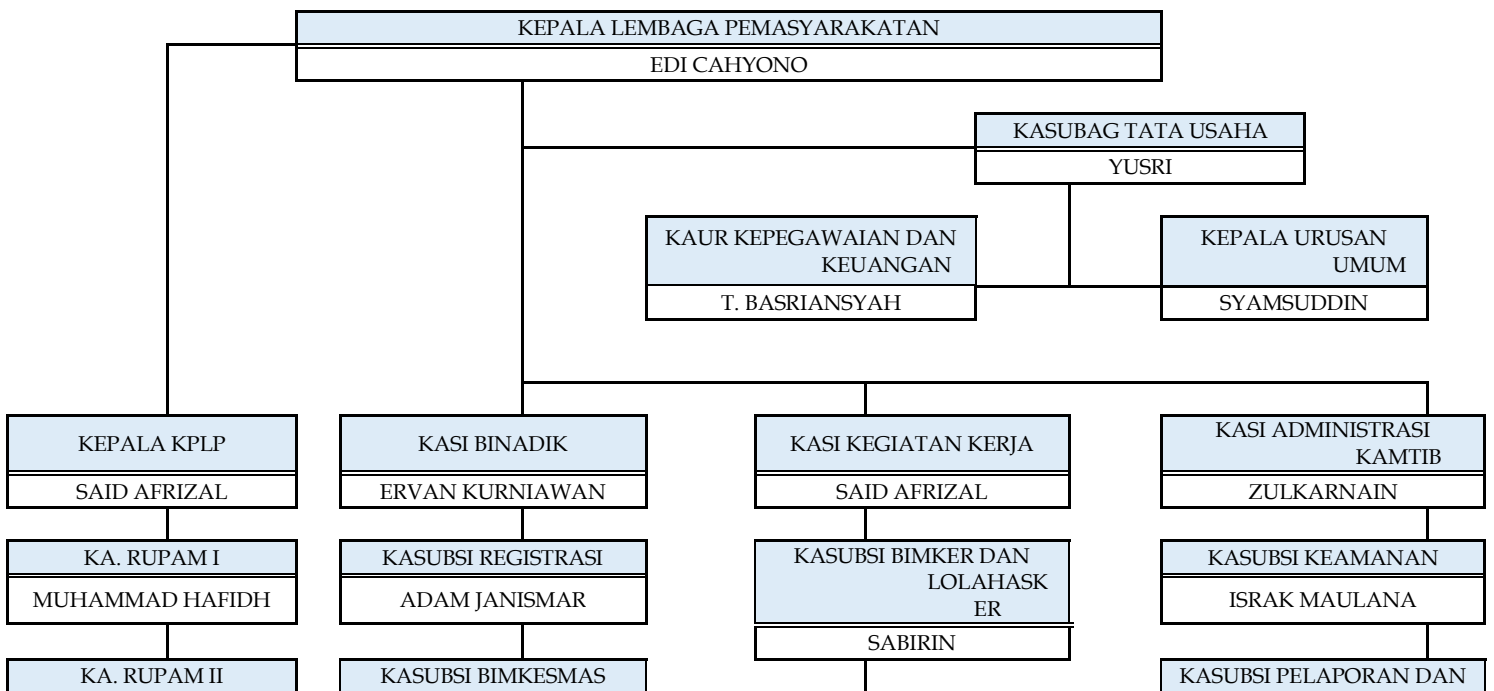 KEPALA LEMBAGA PEMASYARAKATAN
EDI CAHYONO
KASUBAG TATA USAHA
YUSRI
KAUR KEPEGAWAIAN DAN
KEUANGAN
T. BASRIANSYAH
KEPALA URUSAN
UMUM
SYAMSUDDIN
KEPALA KPLP
SAID AFRIZAL
KASI BINADIK
ERVAN KURNIAWAN
KASI KEGIATAN KERJA
SAID AFRIZAL
KASI ADMINISTRASI
KAMTIB
ZULKARNAIN
KA. RUPAM I
MUHAMMAD HAFIDH
KASUBSI REGISTRASI
ADAM JANISMAR
KASUBSI BIMKER DAN
LOLAHASK
ER
SABIRIN
KASUBSI KEAMANAN
ISRAK MAULANA
KA. RUPAM II
KASUBSI BIMKESMAS
KASUBSI PELAPORAN DAN